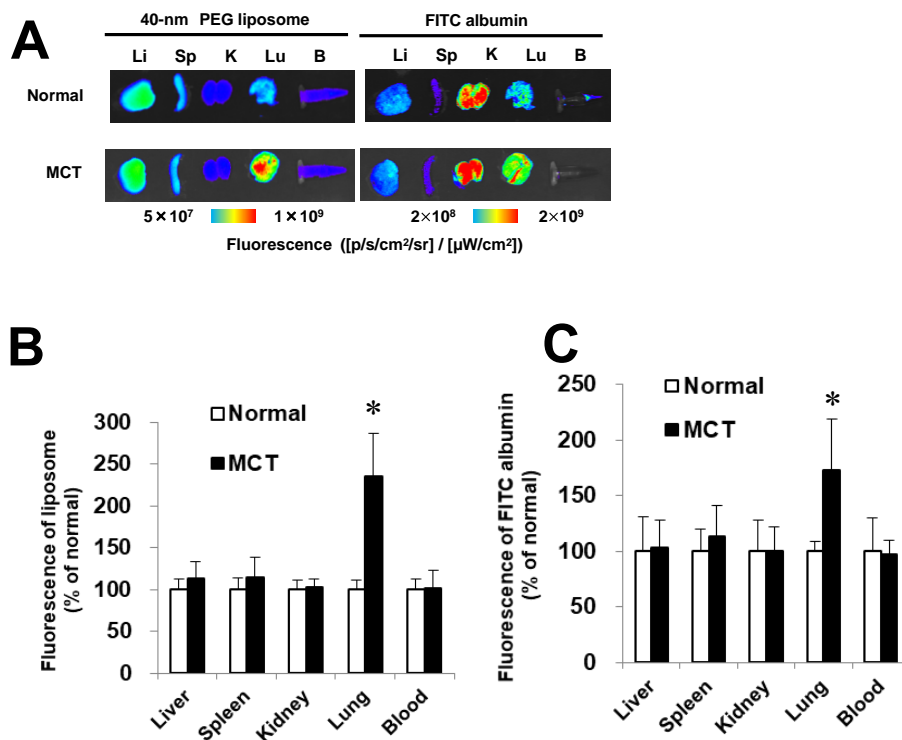 A
40-nm PEG liposome
FITC albumin
Li Sp K Lu B
Li Sp K Lu B
Normal
MCT
5×10⁷ 1×10⁹
2×10⁸ 2×10⁹
Fluorescence ([p/s/cm²/sr] / [µW/cm²])
B
Fluorescence of liposome
(% of normal)
300
250
200
150
100
50
0
Normal
MCT
*
Liver
Spleen
Kidney
Lung
Blood
C
Fluorescence of FITC albumin
(% of normal)
250
200
150
100
50
0
Normal
MCT
*
Liver
Spleen
Kidney
Lung
Blood